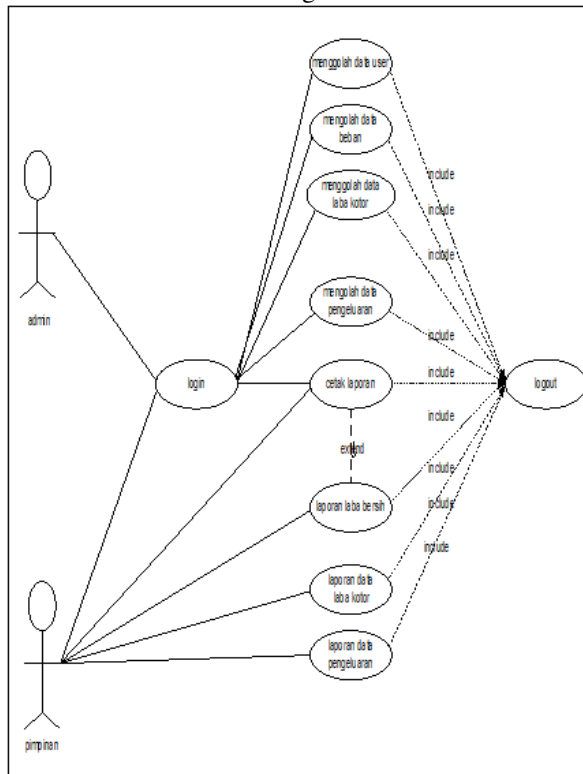 menggolah data user
mengolah data
beban
menggolah data
laba kotor
include
include
include
admin
mengolah data
pengeluaran
include
login
cetak laporan
include
logout
include
extend
include
laporan laba bersih
include
include
laporan data
laba kotor
laporan data
pengeluaran
pimpinan